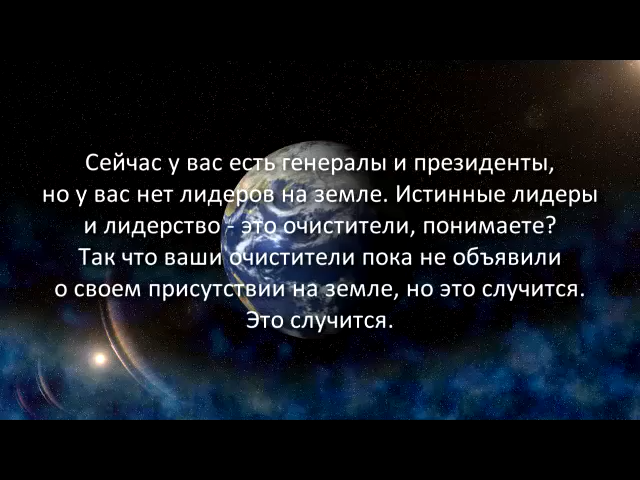 Сейчас у вас есть генералы и президенты,
но у вас нет лидеров на земле. Истинные лидеры
и лидерство - это очистители, понимаете?
Так что ваши очистители пока не объявили
о своем присутствии на земле, но это случится.
Это случится.